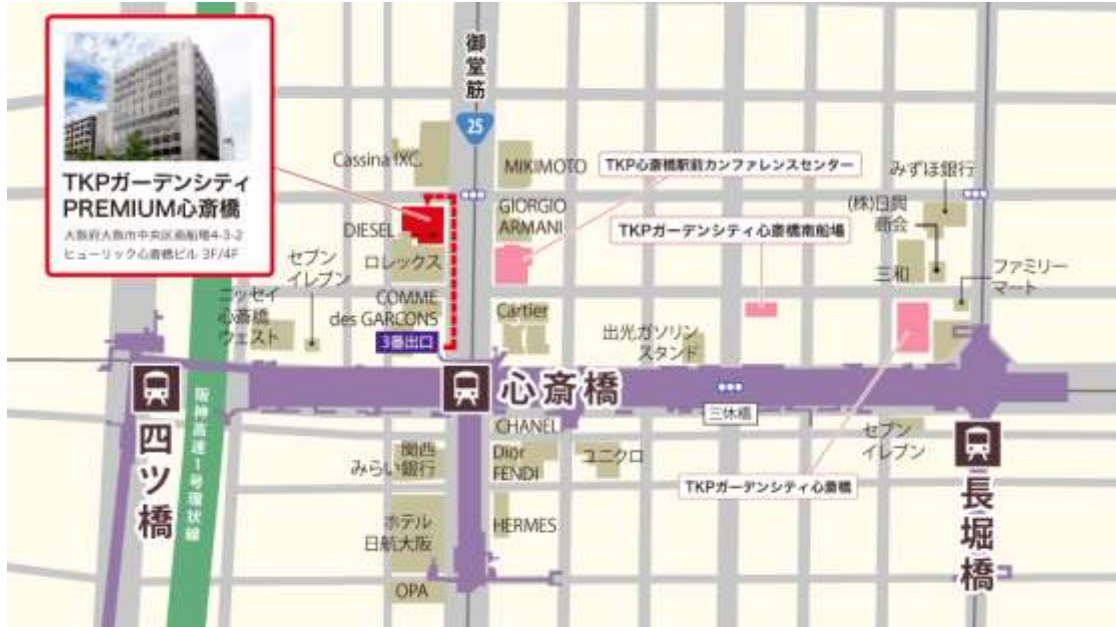 TKPガーデンシティ
PREMIUM心斎橋
大阪府大阪市中央区南船場4-3-2
ヒューリック心斎橋ビル 3F/4F
御堂筋
25
Cassina IXC.
MIKIMOTO
TKP心斎橋駅前カンファレンスセンター
みずほ銀行
DIESEL
GIORGIO
ARMANI
TKPガーデンシティ心斎橋南船場
(株)日興
商会
ロレックス
三和
ファミリー
マート
セブン
イレブン
ニッセイ
心斎橋
ウェスト
COMME
des GARCONS
Cartier
3番出口
出光ガソリン
スタンド
心斎橋
三休橋
四ツ橋
阪神高速1号環状線
CHANEL
関西
みらい銀行
Dior
FENDI
ユニクロ
セブン
イレブン
TKPガーデンシティ心斎橋
長堀橋
ホテル
日航大阪
HERMES
OPA